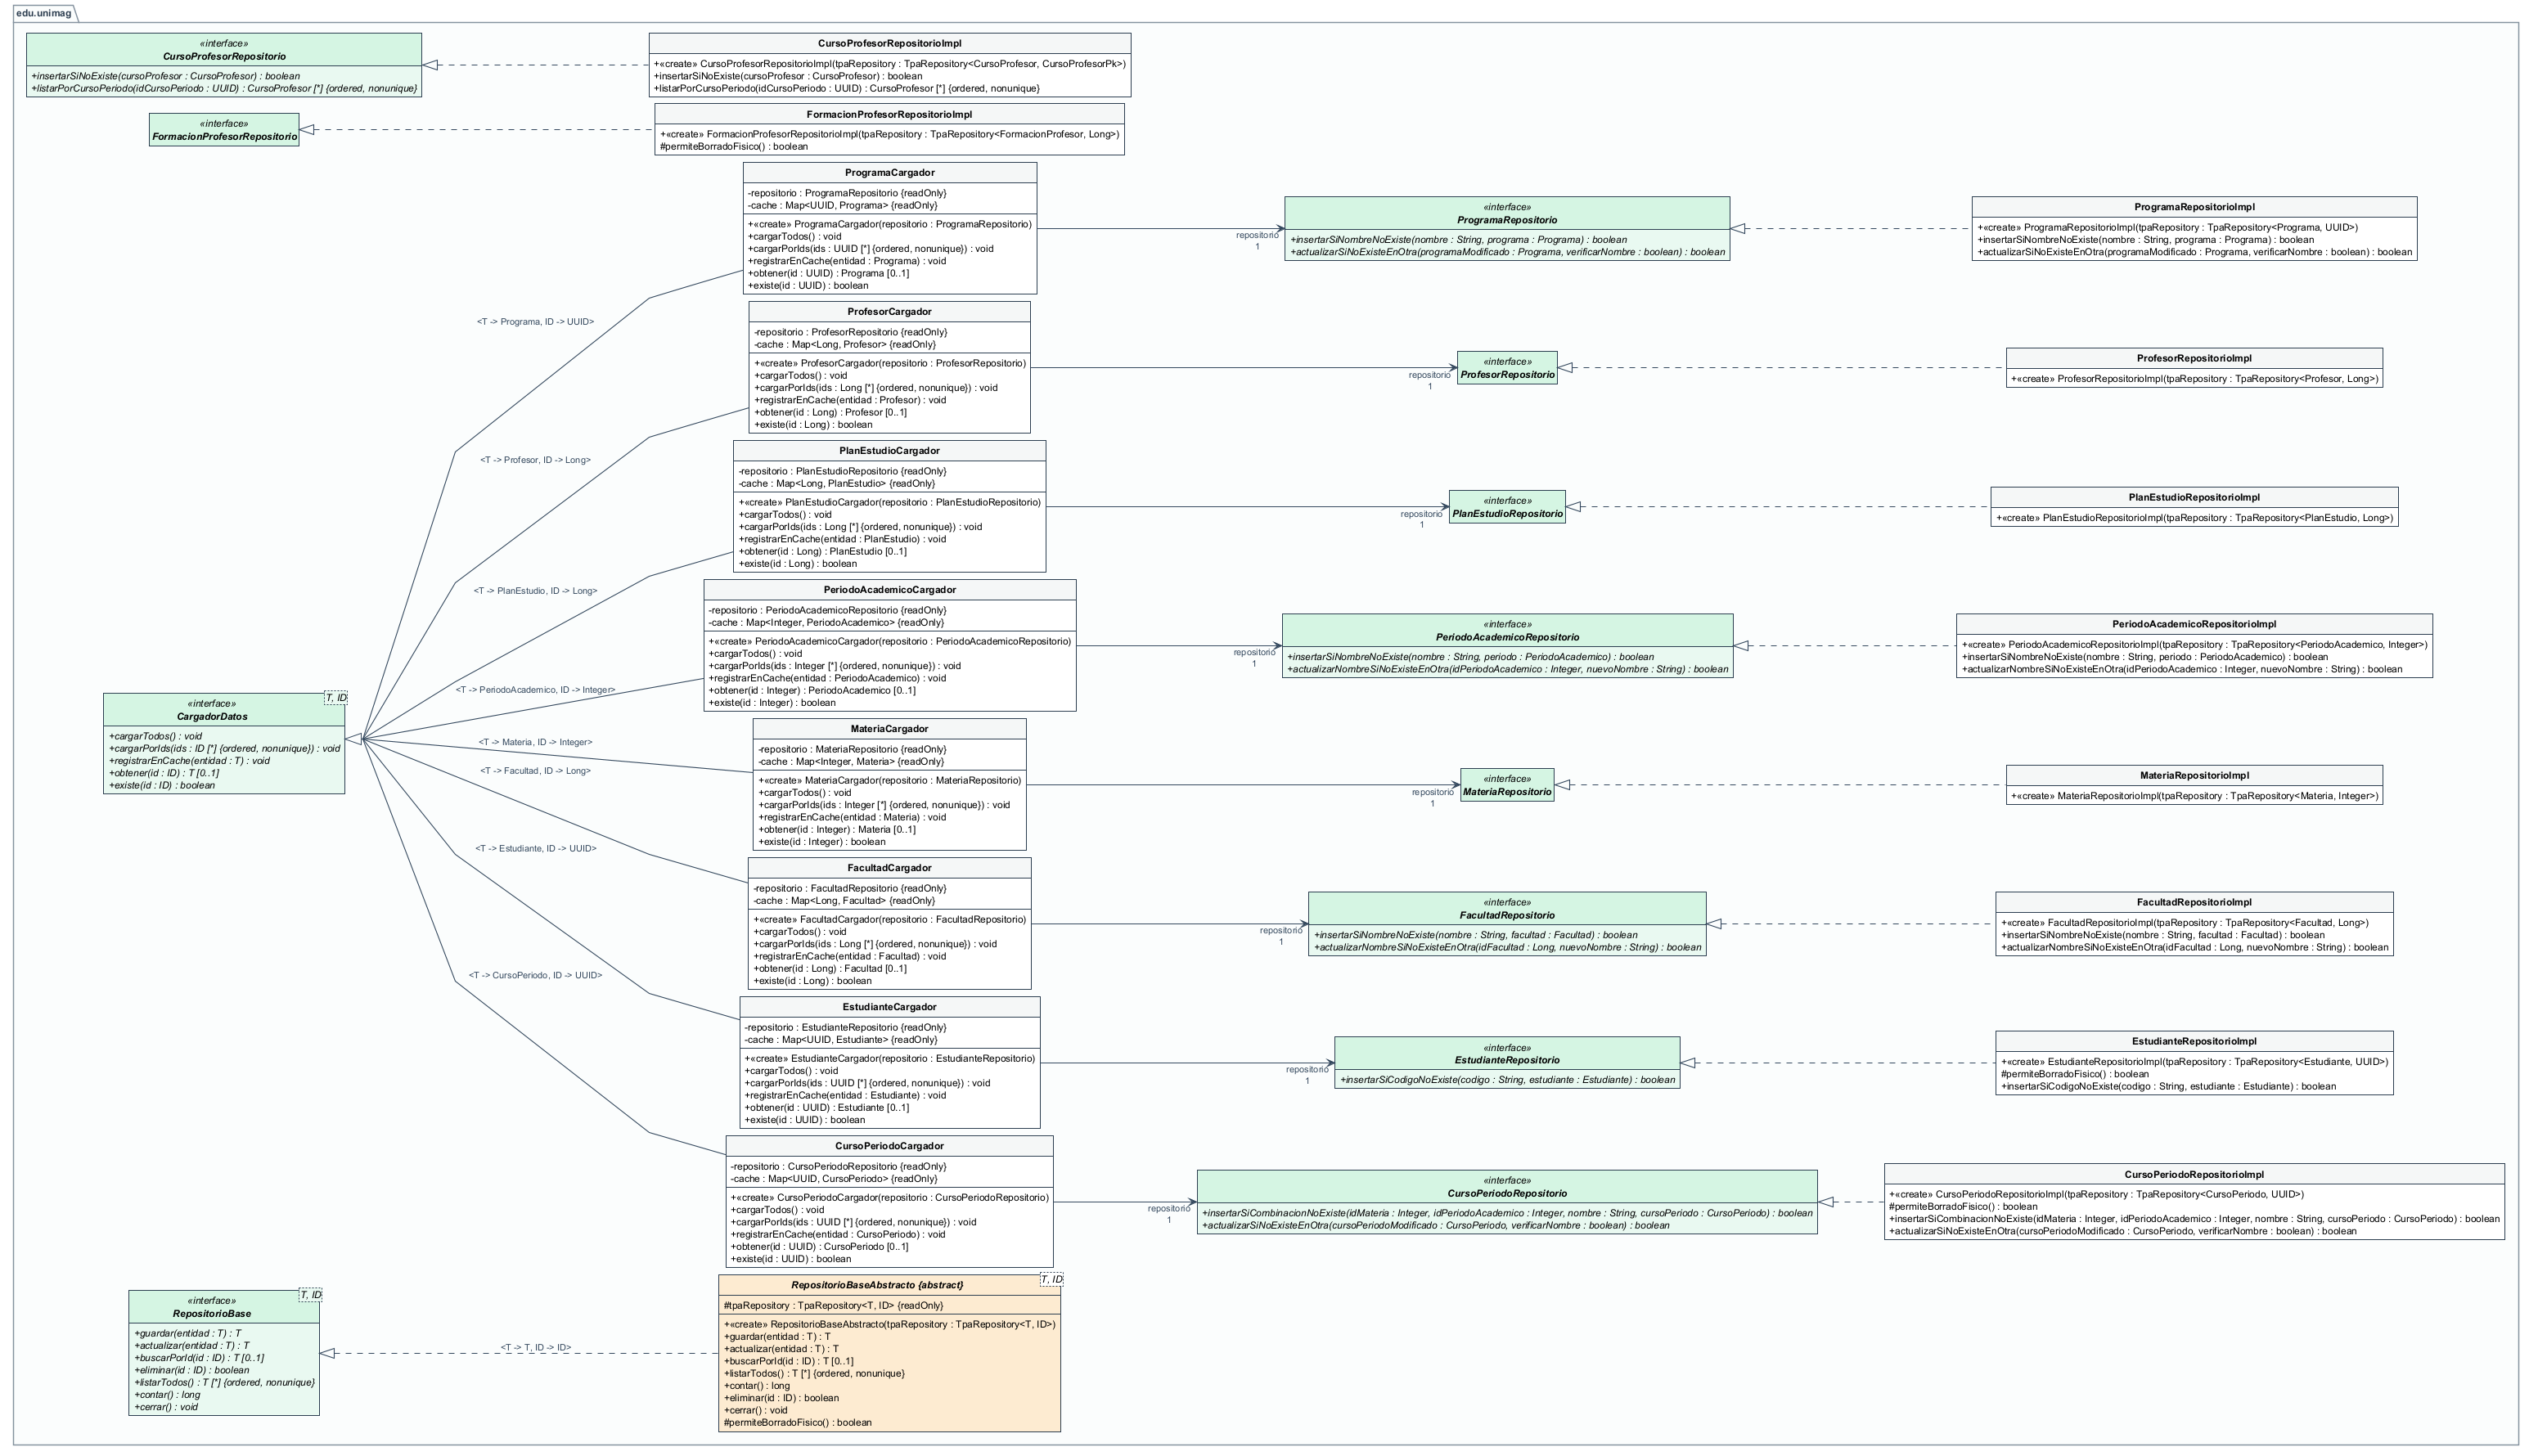 edu.unimag
«interface»
CursoProfesorRepositorio
+insertarSiNoExiste(cursoProfesor : CursoProfesor) : boolean
+listarPorCursoPeriodo(idCursoPeriodo : UUID) : CursoProfesor [*] {ordered, nonunique}
CursoProfesorRepositorioImpl
+«create» CursoProfesorRepositorioImpl(tpaRepository : TpaRepository<CursoProfesor, CursoProfesorPk>)
+insertarSiNoExiste(cursoProfesor : CursoProfesor) : boolean
+listarPorCursoPeriodo(idCursoPeriodo : UUID) : CursoProfesor [*] {ordered, nonunique}
«interface»
FormacionProfesorRepositorio
FormacionProfesorRepositorioImpl
+«create» FormacionProfesorRepositorioImpl(tpaRepository : TpaRepository<FormacionProfesor, Long>)
#permiteBorradoFisico() : boolean
ProgramaCargador
-repositorio : ProgramaRepositorio {readOnly}
-cache : Map<UUID, Programa> {readOnly}
+«create» ProgramaCargador(repositorio : ProgramaRepositorio)
+cargarTodos() : void
+cargarPorIds(ids : UUID [*] {ordered, nonunique}) : void
+registrarEnCache(entidad : Programa) : void
+obtener(id : UUID) : Programa [0..1]
+existe(id : UUID) : boolean
repositorio
1
«interface»
ProgramaRepositorio
+insertarSiNombreNoExiste(nombre : String, programa : Programa) : boolean
+actualizarSiNoExisteEnOtra(programaModificado : Programa, verificarNombre : boolean) : boolean
ProgramaRepositorioImpl
+«create» ProgramaRepositorioImpl(tpaRepository : TpaRepository<Programa, UUID>)
+insertarSiNombreNoExiste(nombre : String, programa : Programa) : boolean
+actualizarSiNoExisteEnOtra(programaModificado : Programa, verificarNombre : boolean) : boolean
<T -> Programa, ID -> UUID>
ProfesorCargador
-repositorio : ProfesorRepositorio {readOnly}
-cache : Map<Long, Profesor> {readOnly}
+«create» ProfesorCargador(repositorio : ProfesorRepositorio)
+cargarTodos() : void
+cargarPorIds(ids : Long [*] {ordered, nonunique}) : void
+registrarEnCache(entidad : Profesor) : void
+obtener(id : Long) : Profesor [0..1]
+existe(id : Long) : boolean
repositorio
1
«interface»
ProfesorRepositorio
ProfesorRepositorioImpl
+«create» ProfesorRepositorioImpl(tpaRepository : TpaRepository<Profesor, Long>)
<T -> Profesor, ID -> Long>
PlanEstudioCargador
-repositorio : PlanEstudioRepositorio {readOnly}
-cache : Map<Long, PlanEstudio> {readOnly}
+«create» PlanEstudioCargador(repositorio : PlanEstudioRepositorio)
+cargarTodos() : void
+cargarPorIds(ids : Long [*] {ordered, nonunique}) : void
+registrarEnCache(entidad : PlanEstudio) : void
+obtener(id : Long) : PlanEstudio [0..1]
+existe(id : Long) : boolean
repositorio
1
«interface»
PlanEstudioRepositorio
PlanEstudioRepositorioImpl
+«create» PlanEstudioRepositorioImpl(tpaRepository : TpaRepository<PlanEstudio, Long>)
<T -> PlanEstudio, ID -> Long>
PeriodoAcademicoCargador
-repositorio : PeriodoAcademicoRepositorio {readOnly}
-cache : Map<Integer, PeriodoAcademico> {readOnly}
+«create» PeriodoAcademicoCargador(repositorio : PeriodoAcademicoRepositorio)
+cargarTodos() : void
+cargarPorIds(ids : Integer [*] {ordered, nonunique}) : void
+registrarEnCache(entidad : PeriodoAcademico) : void
+obtener(id : Integer) : PeriodoAcademico [0..1]
+existe(id : Integer) : boolean
repositorio
1
«interface»
PeriodoAcademicoRepositorio
+insertarSiNombreNoExiste(nombre : String, periodo : PeriodoAcademico) : boolean
+actualizarNombreSiNoExisteEnOtra(idPeriodoAcademico : Integer, nuevoNombre : String) : boolean
PeriodoAcademicoRepositorioImpl
+«create» PeriodoAcademicoRepositorioImpl(tpaRepository : TpaRepository<PeriodoAcademico, Integer>)
+insertarSiNombreNoExiste(nombre : String, periodo : PeriodoAcademico) : boolean
+actualizarNombreSiNoExisteEnOtra(idPeriodoAcademico : Integer, nuevoNombre : String) : boolean
<T -> PeriodoAcademico, ID -> Integer>
T, ID
«interface»
CargadorDatos
+cargarTodos() : void
+cargarPorIds(ids : ID [*] {ordered, nonunique}) : void
+registrarEnCache(entidad : T) : void
+obtener(id : ID) : T [0..1]
+existe(id : ID) : boolean
<T -> Materia, ID -> Integer>
MateriaCargador
-repositorio : MateriaRepositorio {readOnly}
-cache : Map<Integer, Materia> {readOnly}
+«create» MateriaCargador(repositorio : MateriaRepositorio)
+cargarTodos() : void
+cargarPorIds(ids : Integer [*] {ordered, nonunique}) : void
+registrarEnCache(entidad : Materia) : void
+obtener(id : Integer) : Materia [0..1]
+existe(id : Integer) : boolean
repositorio
1
«interface»
MateriaRepositorio
MateriaRepositorioImpl
+«create» MateriaRepositorioImpl(tpaRepository : TpaRepository<Materia, Integer>)
<T -> Facultad, ID -> Long>
FacultadCargador
-repositorio : FacultadRepositorio {readOnly}
-cache : Map<Long, Facultad> {readOnly}
+«create» FacultadCargador(repositorio : FacultadRepositorio)
+cargarTodos() : void
+cargarPorIds(ids : Long [*] {ordered, nonunique}) : void
+registrarEnCache(entidad : Facultad) : void
+obtener(id : Long) : Facultad [0..1]
+existe(id : Long) : boolean
repositorio
1
«interface»
FacultadRepositorio
+insertarSiNombreNoExiste(nombre : String, facultad : Facultad) : boolean
+actualizarNombreSiNoExisteEnOtra(idFacultad : Long, nuevoNombre : String) : boolean
FacultadRepositorioImpl
+«create» FacultadRepositorioImpl(tpaRepository : TpaRepository<Facultad, Long>)
+insertarSiNombreNoExiste(nombre : String, facultad : Facultad) : boolean
+actualizarNombreSiNoExisteEnOtra(idFacultad : Long, nuevoNombre : String) : boolean
<T -> Estudiante, ID -> UUID>
EstudianteCargador
-repositorio : EstudianteRepositorio {readOnly}
-cache : Map<UUID, Estudiante> {readOnly}
+«create» EstudianteCargador(repositorio : EstudianteRepositorio)
+cargarTodos() : void
+cargarPorIds(ids : UUID [*] {ordered, nonunique}) : void
+registrarEnCache(entidad : Estudiante) : void
+obtener(id : UUID) : Estudiante [0..1]
+existe(id : UUID) : boolean
repositorio
1
«interface»
EstudianteRepositorio
+insertarSiCodigoNoExiste(codigo : String, estudiante : Estudiante) : boolean
EstudianteRepositorioImpl
+«create» EstudianteRepositorioImpl(tpaRepository : TpaRepository<Estudiante, UUID>)
#permiteBorradoFisico() : boolean
+insertarSiCodigoNoExiste(codigo : String, estudiante : Estudiante) : boolean
<T -> CursoPeriodo, ID -> UUID>
CursoPeriodoCargador
-repositorio : CursoPeriodoRepositorio {readOnly}
-cache : Map<UUID, CursoPeriodo> {readOnly}
+«create» CursoPeriodoCargador(repositorio : CursoPeriodoRepositorio)
+cargarTodos() : void
+cargarPorIds(ids : UUID [*] {ordered, nonunique}) : void
+registrarEnCache(entidad : CursoPeriodo) : void
+obtener(id : UUID) : CursoPeriodo [0..1]
+existe(id : UUID) : boolean
repositorio
1
«interface»
CursoPeriodoRepositorio
+insertarSiCombinacionNoExiste(idMateria : Integer, idPeriodoAcademico : Integer, nombre : String, cursoPeriodo : CursoPeriodo) : boolean
+actualizarSiNoExisteEnOtra(cursoPeriodoModificado : CursoPeriodo, verificarNombre : boolean) : boolean
CursoPeriodoRepositorioImpl
+«create» CursoPeriodoRepositorioImpl(tpaRepository : TpaRepository<CursoPeriodo, UUID>)
#permiteBorradoFisico() : boolean
+insertarSiCombinacionNoExiste(idMateria : Integer, idPeriodoAcademico : Integer, nombre : String, cursoPeriodo : CursoPeriodo) : boolean
+actualizarSiNoExisteEnOtra(cursoPeriodoModificado : CursoPeriodo, verificarNombre : boolean) : boolean
T, ID
«interface»
RepositorioBase
+guardar(entidad : T) : T
+actualizar(entidad : T) : T
+buscarPorId(id : ID) : T [0..1]
+eliminar(id : ID) : boolean
+listarTodos() : T [*] {ordered, nonunique}
+contar() : long
+cerrar() : void
<T -> T, ID -> ID>
T, ID
RepositorioBaseAbstracto {abstract}
#tpaRepository : TpaRepository<T, ID> {readOnly}
+«create» RepositorioBaseAbstracto(tpaRepository : TpaRepository<T, ID>)
+guardar(entidad : T) : T
+actualizar(entidad : T) : T
+buscarPorId(id : ID) : T [0..1]
+listarTodos() : T [*] {ordered, nonunique}
+contar() : long
+eliminar(id : ID) : boolean
+cerrar() : void
#permiteBorradoFisico() : boolean